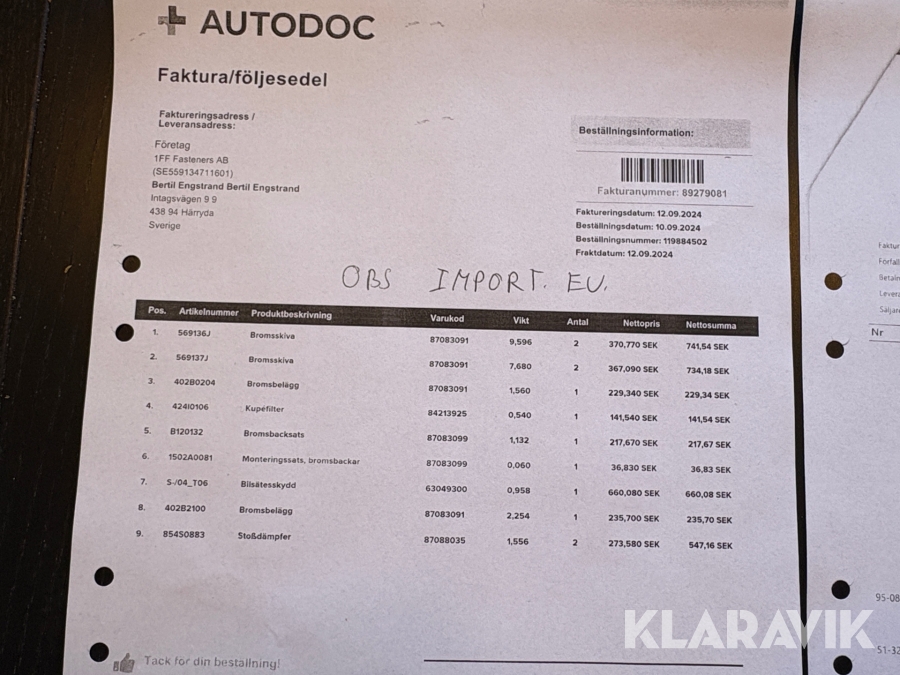 AUTODOC
Faktura/följesedel
Faktureringsadress /
Leveransadress:
Företag
1FF Fasteners AB
(SE559134711601)
Bertil Engstrand Bertil Engstrand
Intagsvägen 9 9
438 94 Härryda
Sverige
Beställningsinformation:
Fakturanummer: 89279081
Faktureringsdatum: 12.09.2024
Beställningsdatum: 10.09.2024
Beställningsnummer: 119884502
Fraktdatum: 12.09.2024
OBS IMPORT. EU.
Pos. Artikelnummer Produktbeskrivning Varukod Vikt Antal Nettopris Nettosumma
1. 569136J Bromsskiva 87083091 9,596 2 370,770 SEK 741,54 SEK
2. 569137J Bromsskiva 87083091 7,680 2 367,090 SEK 734,18 SEK
3. 402B0204 Bromsbelägg 87083091 1,560 1 229,340 SEK 229,34 SEK
4. 424I0106 Kupefilter 84213925 0,540 1 141,540 SEK 141,54 SEK
5. B120132 Bromsbacksats 87083099 1,132 1 217,670 SEK 217,67 SEK
6. 1502A0081 Monteringssats, bromsbackar 87083099 0,060 1 36,830 SEK 36,83 SEK
7. Bilsätesskydd 63049300 0,958 1 660,080 SEK 660,08 SEK
8. 402B2100 Bromsbelägg 87083091 2,254 1 235,700 SEK 235,70 SEK
9. 854S0883 Stoßdämpfer 87088035 1,556 2 273,580 SEK 547,16 SEK
Tack för din beställning!
Nr
95-08
51-32
KLARAVIK